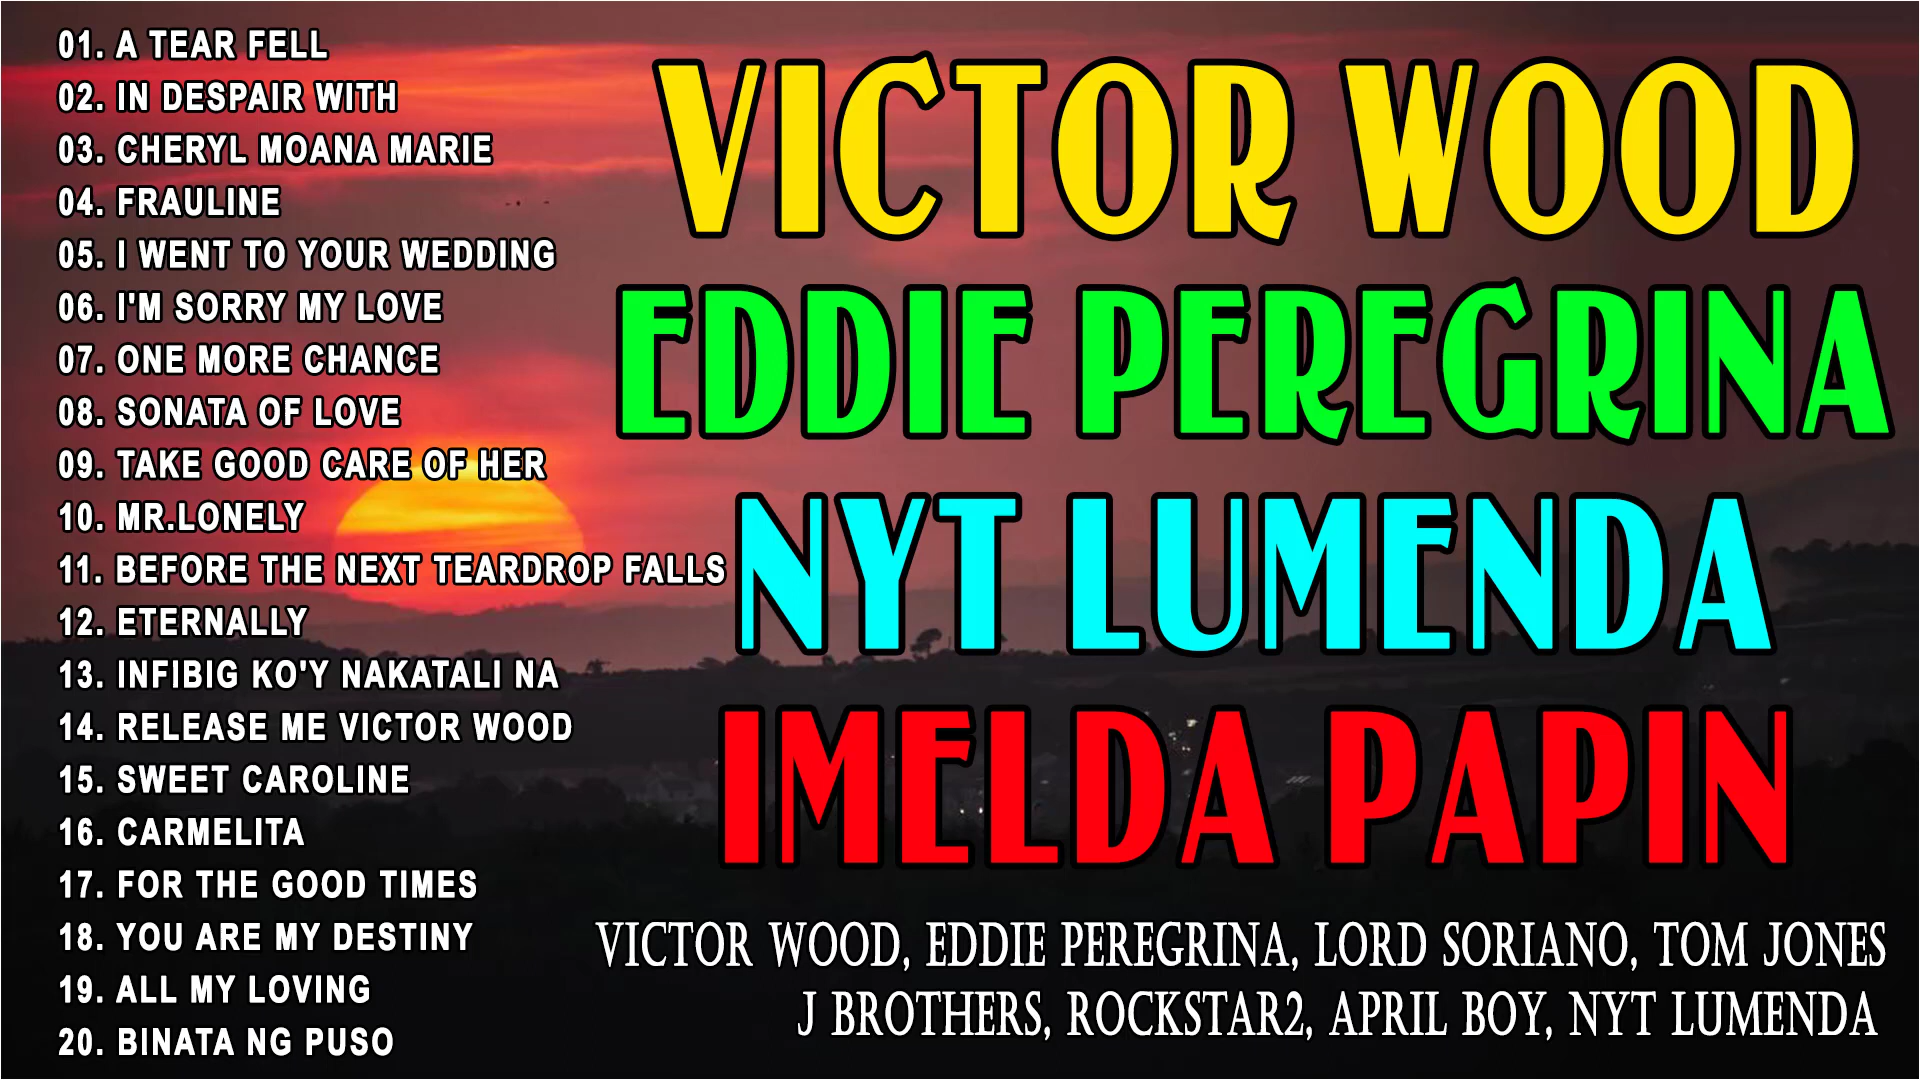 01. A TEAR FELL
02. IN DESPAIR WITH
03. CHERYL MOANA MARIE
04. FRAULINE
05. I WENT TO YOUR WEDDING
06. I'M SORRY MY LOVE
07. ONE MORE CHANCE
08. SONATA OF LOVE
09. TAKE GOOD CARE OF HER
10. MR.LONELY
11. BEFORE THE NEXT TEARDROP FALLS
12. ETERNALLY
13. INFIBIG KO'Y NAKATALI NA
14. RELEASE ME VICTOR WOOD
15. SWEET CAROLINE
16. CARMELITA
17. FOR THE GOOD TIMES
18. YOU ARE MY DESTINY
19. ALL MY LOVING
20. BINATA NG PUSO
VICTOR WOOD
EDDIE PEREGRINA
NYT LUMENDA
IMELDA PAPIN
VICTOR WOOD, EDDIE PEREGRINA, LORD SORIANO, TOM JONES
J BROTHERS, ROCKSTAR2, APRIL BOY, NYT LUMENDA